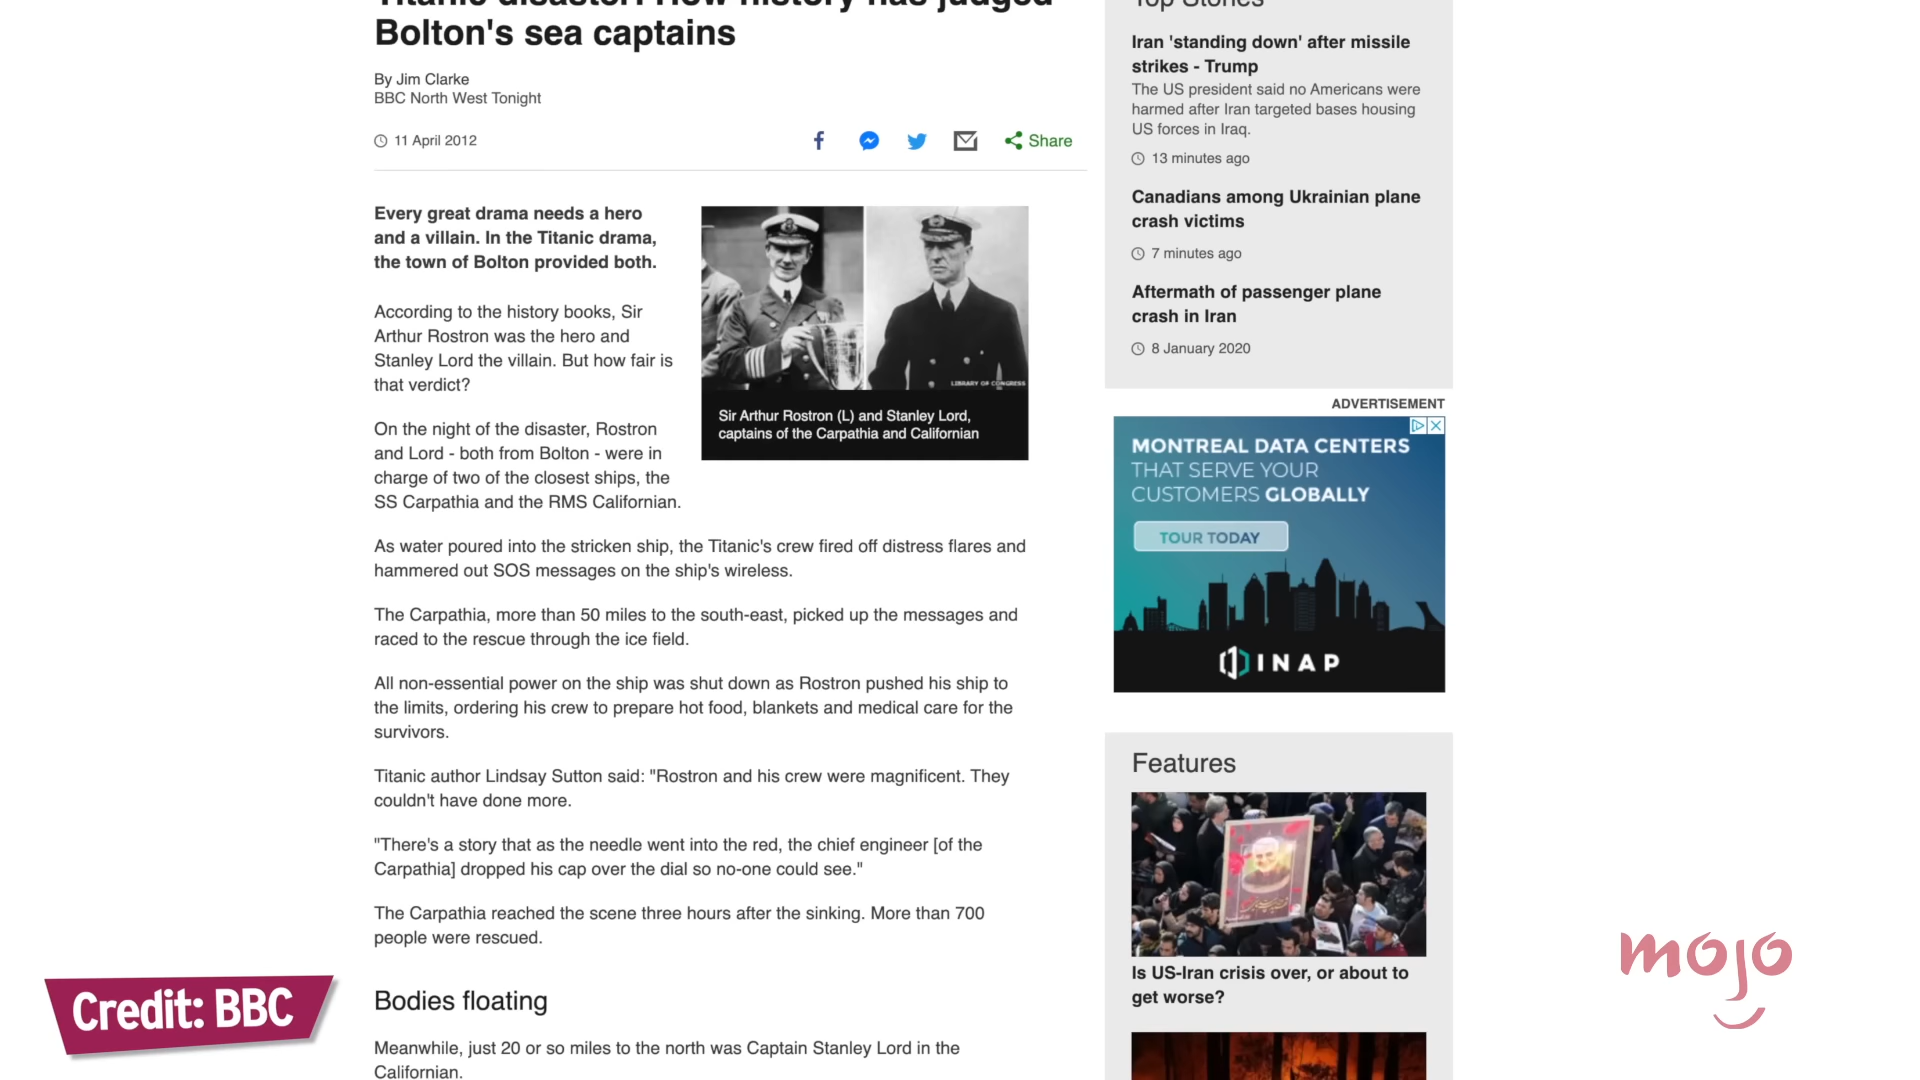 Titanic disaster: How history has judged
Bolton's sea captains
By Jim Clarke
BBC North West Tonight
11 April 2012
Share
Every great drama needs a hero
and a villain. In the Titanic drama,
the town of Bolton provided both.
According to the history books, Sir
Arthur Rostron was the hero and
Stanley Lord the villain. But how fair is
that verdict?
On the night of the disaster, Rostron
and Lord - both from Bolton - were in
charge of two of the closest ships, the
SS Carpathia and the RMS Californian.
LIBRARY OF CONGRESS
Sir Arthur Rostron (L) and Stanley Lord,
captains of the Carpathia and Californian
As water poured into the stricken ship, the Titanic's crew fired off distress flares and
hammered out SOS messages on the ship's wireless.
The Carpathia, more than 50 miles to the south-east, picked up the messages and
raced to the rescue through the ice field.
All non-essential power on the ship was shut down as Rostron pushed his ship to
the limits, ordering his crew to prepare hot food, blankets and medical care for the
survivors.
Titanic author Lindsay Sutton said: "Rostron and his crew were magnificent. They
couldn't have done more.
"There's a story that as the needle went into the red, the chief engineer [of the
Carpathia] dropped his cap over the dial so no-one could see."
The Carpathia reached the scene three hours after the sinking. More than 700
people were rescued.
Bodies floating
Meanwhile, just 20 or so miles to the north was Captain Stanley Lord in the
Californian.
Top Stories
Iran 'standing down' after missile
strikes - Trump
The US president said no Americans were
harmed after Iran targeted bases housing
US forces in Iraq.
13 minutes ago
Canadians among Ukrainian plane
crash victims
7 minutes ago
Aftermath of passenger plane
crash in Iran
8 January 2020
ADVERTISEMENT
MONTREAL DATA CENTERS
THAT SERVE YOUR
CUSTOMERS GLOBALLY
TOUR TODAY
INAP
Features
Is US-Iran crisis over, or about to
get worse?
Credit: BBC
mojo